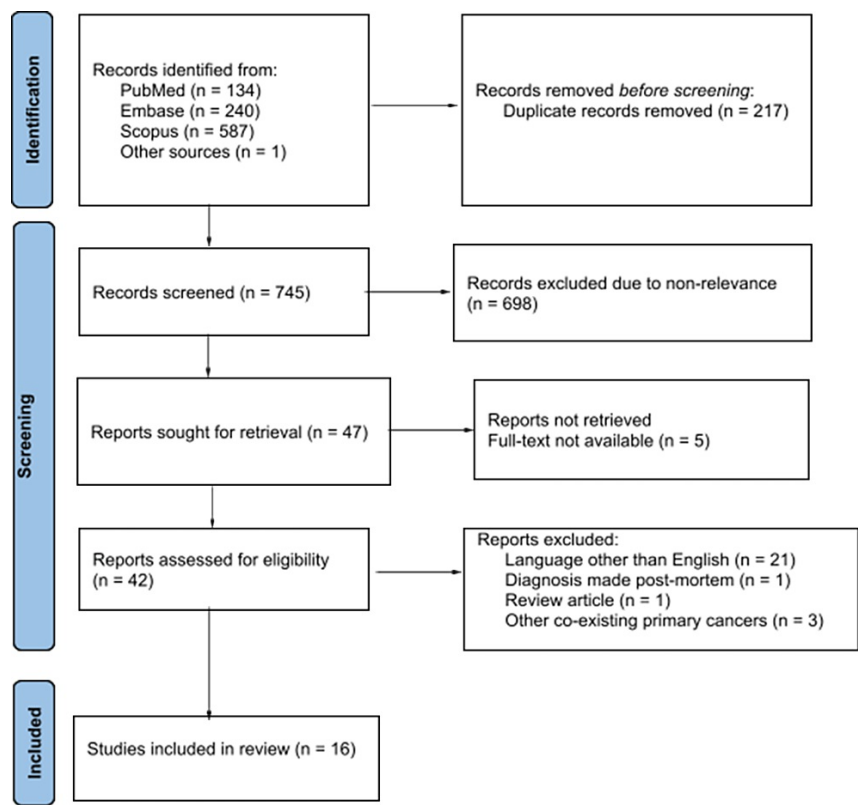 Identification
Records identified from:
PubMed (n = 134)
Embase (n = 240)
Scopus (n = 587)
Other sources (n = 1)
Records removed before screening:
Duplicate records removed (n = 217)
Screening
Records screened (n = 745)
Records excluded due to non-relevance
(n = 698)
Reports sought for retrieval (n = 47)
Reports not retrieved
Full-text not available (n = 5)
Reports assessed for eligibility
(n = 42)
Reports excluded:
Language other than English (n = 21)
Diagnosis made post-mortem (n = 1)
Review article (n = 1)
Other co-existing primary cancers (n = 3)
Included
Studies included in review (n = 16)